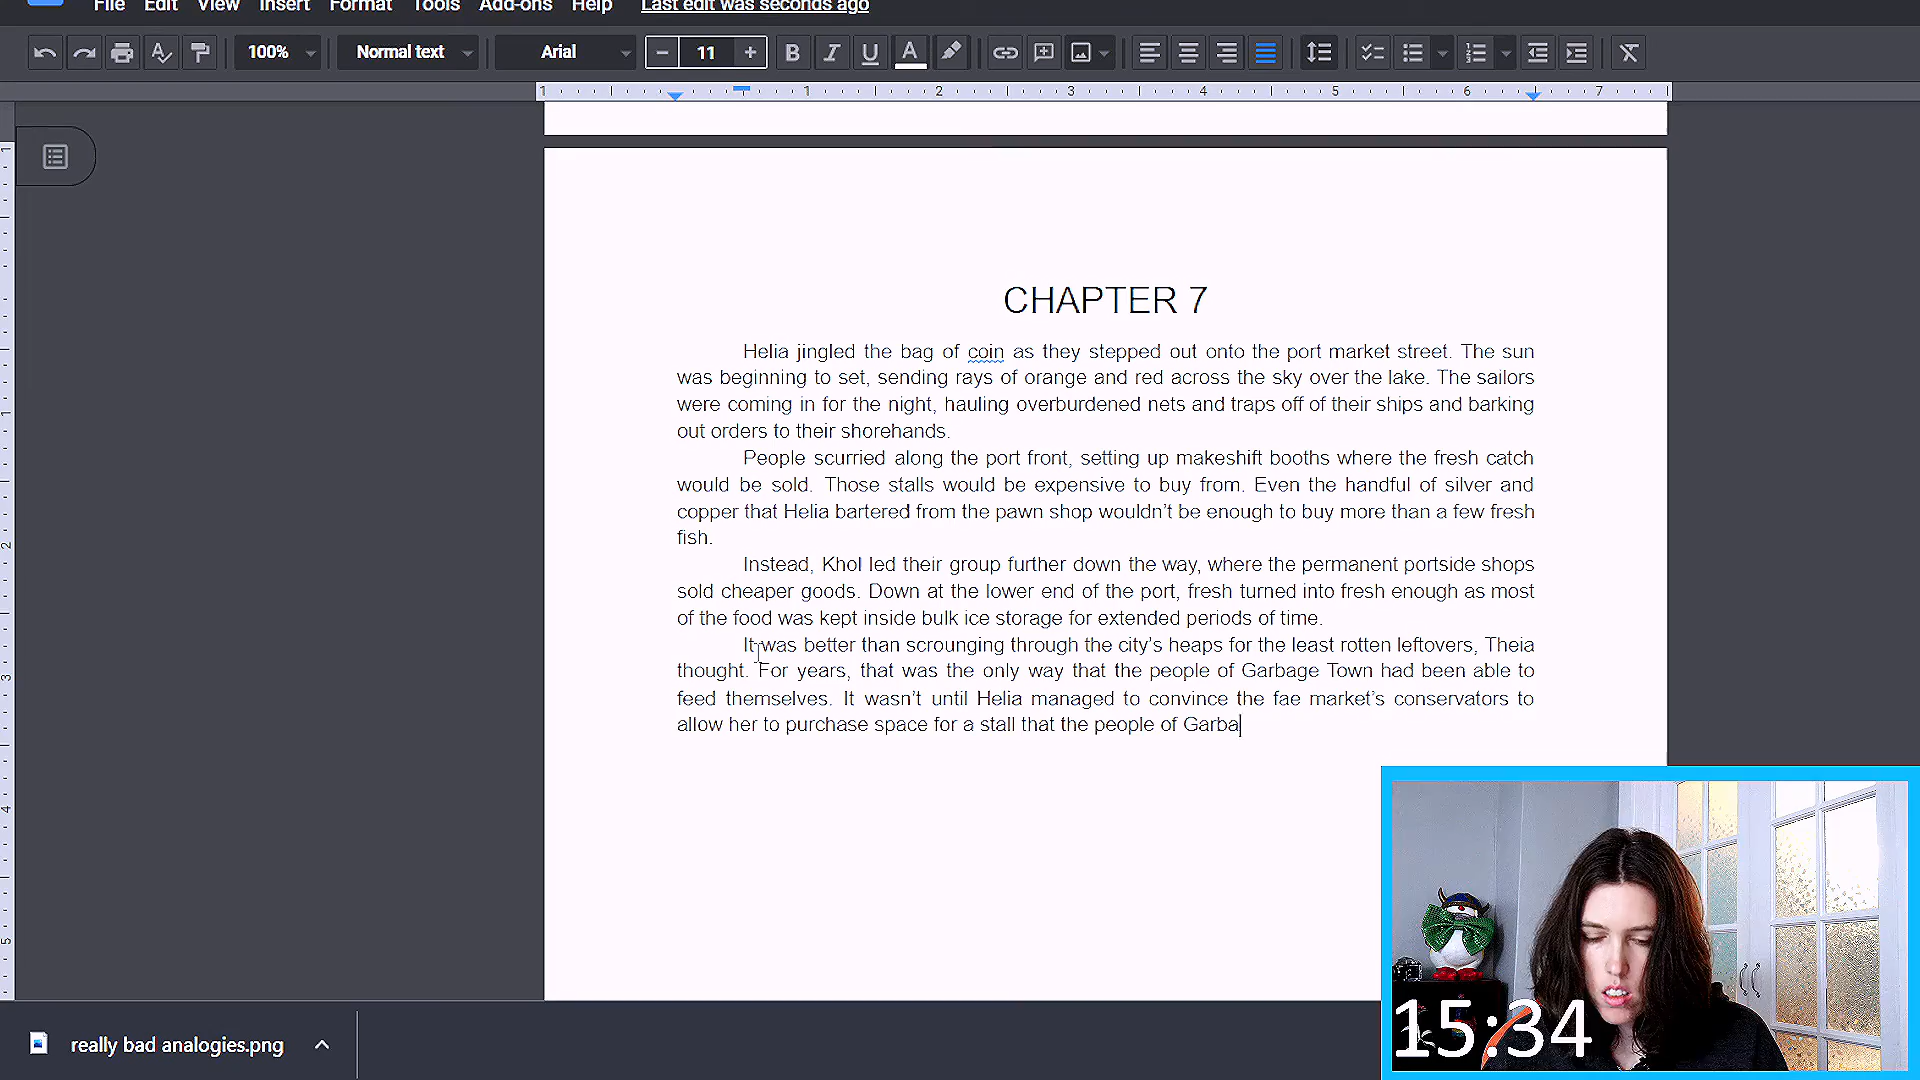 File Edit View Insert Format Tools Add-ons Help Last edit was seconds ago
100% Normal text Arial 11 B I U A
1 1 2 3 4 5 6 7
CHAPTER 7
Helia jingled the bag of coin as they stepped out onto the port market street. The sun
was beginning to set, sending rays of orange and red across the sky over the lake. The sailors
were coming in for the night, hauling overburdened nets and traps off of their ships and barking
out orders to their shorehands.
People scurried along the port front, setting up makeshift booths where the fresh catch
would be sold. Those stalls would be expensive to buy from. Even the handful of silver and
copper that Helia bartered from the pawn shop wouldn’t be enough to buy more than a few fresh
fish.
Instead, Khol led their group further down the way, where the permanent portside shops
sold cheaper goods. Down at the lower end of the port, fresh turned into fresh enough as most
of the food was kept inside bulk ice storage for extended periods of time.
It was better than scrounging through the city’s heaps for the least rotten leftovers, Theia
thought. For years, that was the only way that the people of Garbage Town had been able to
feed themselves. It wasn’t until Helia managed to convince the fae market’s conservators to
allow her to purchase space for a stall that the people of Garba
15:34
really bad analogies.png